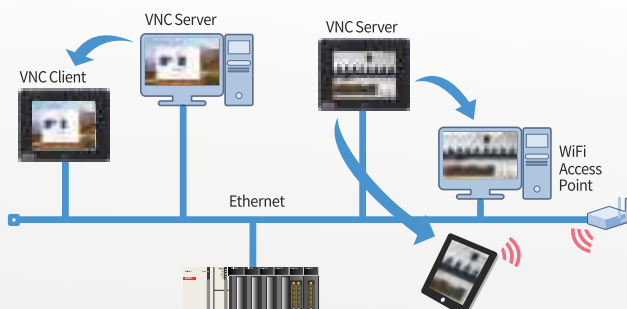 VNC Server
VNC Server
VNC Client
WiFi
Access
Point
Ethernet